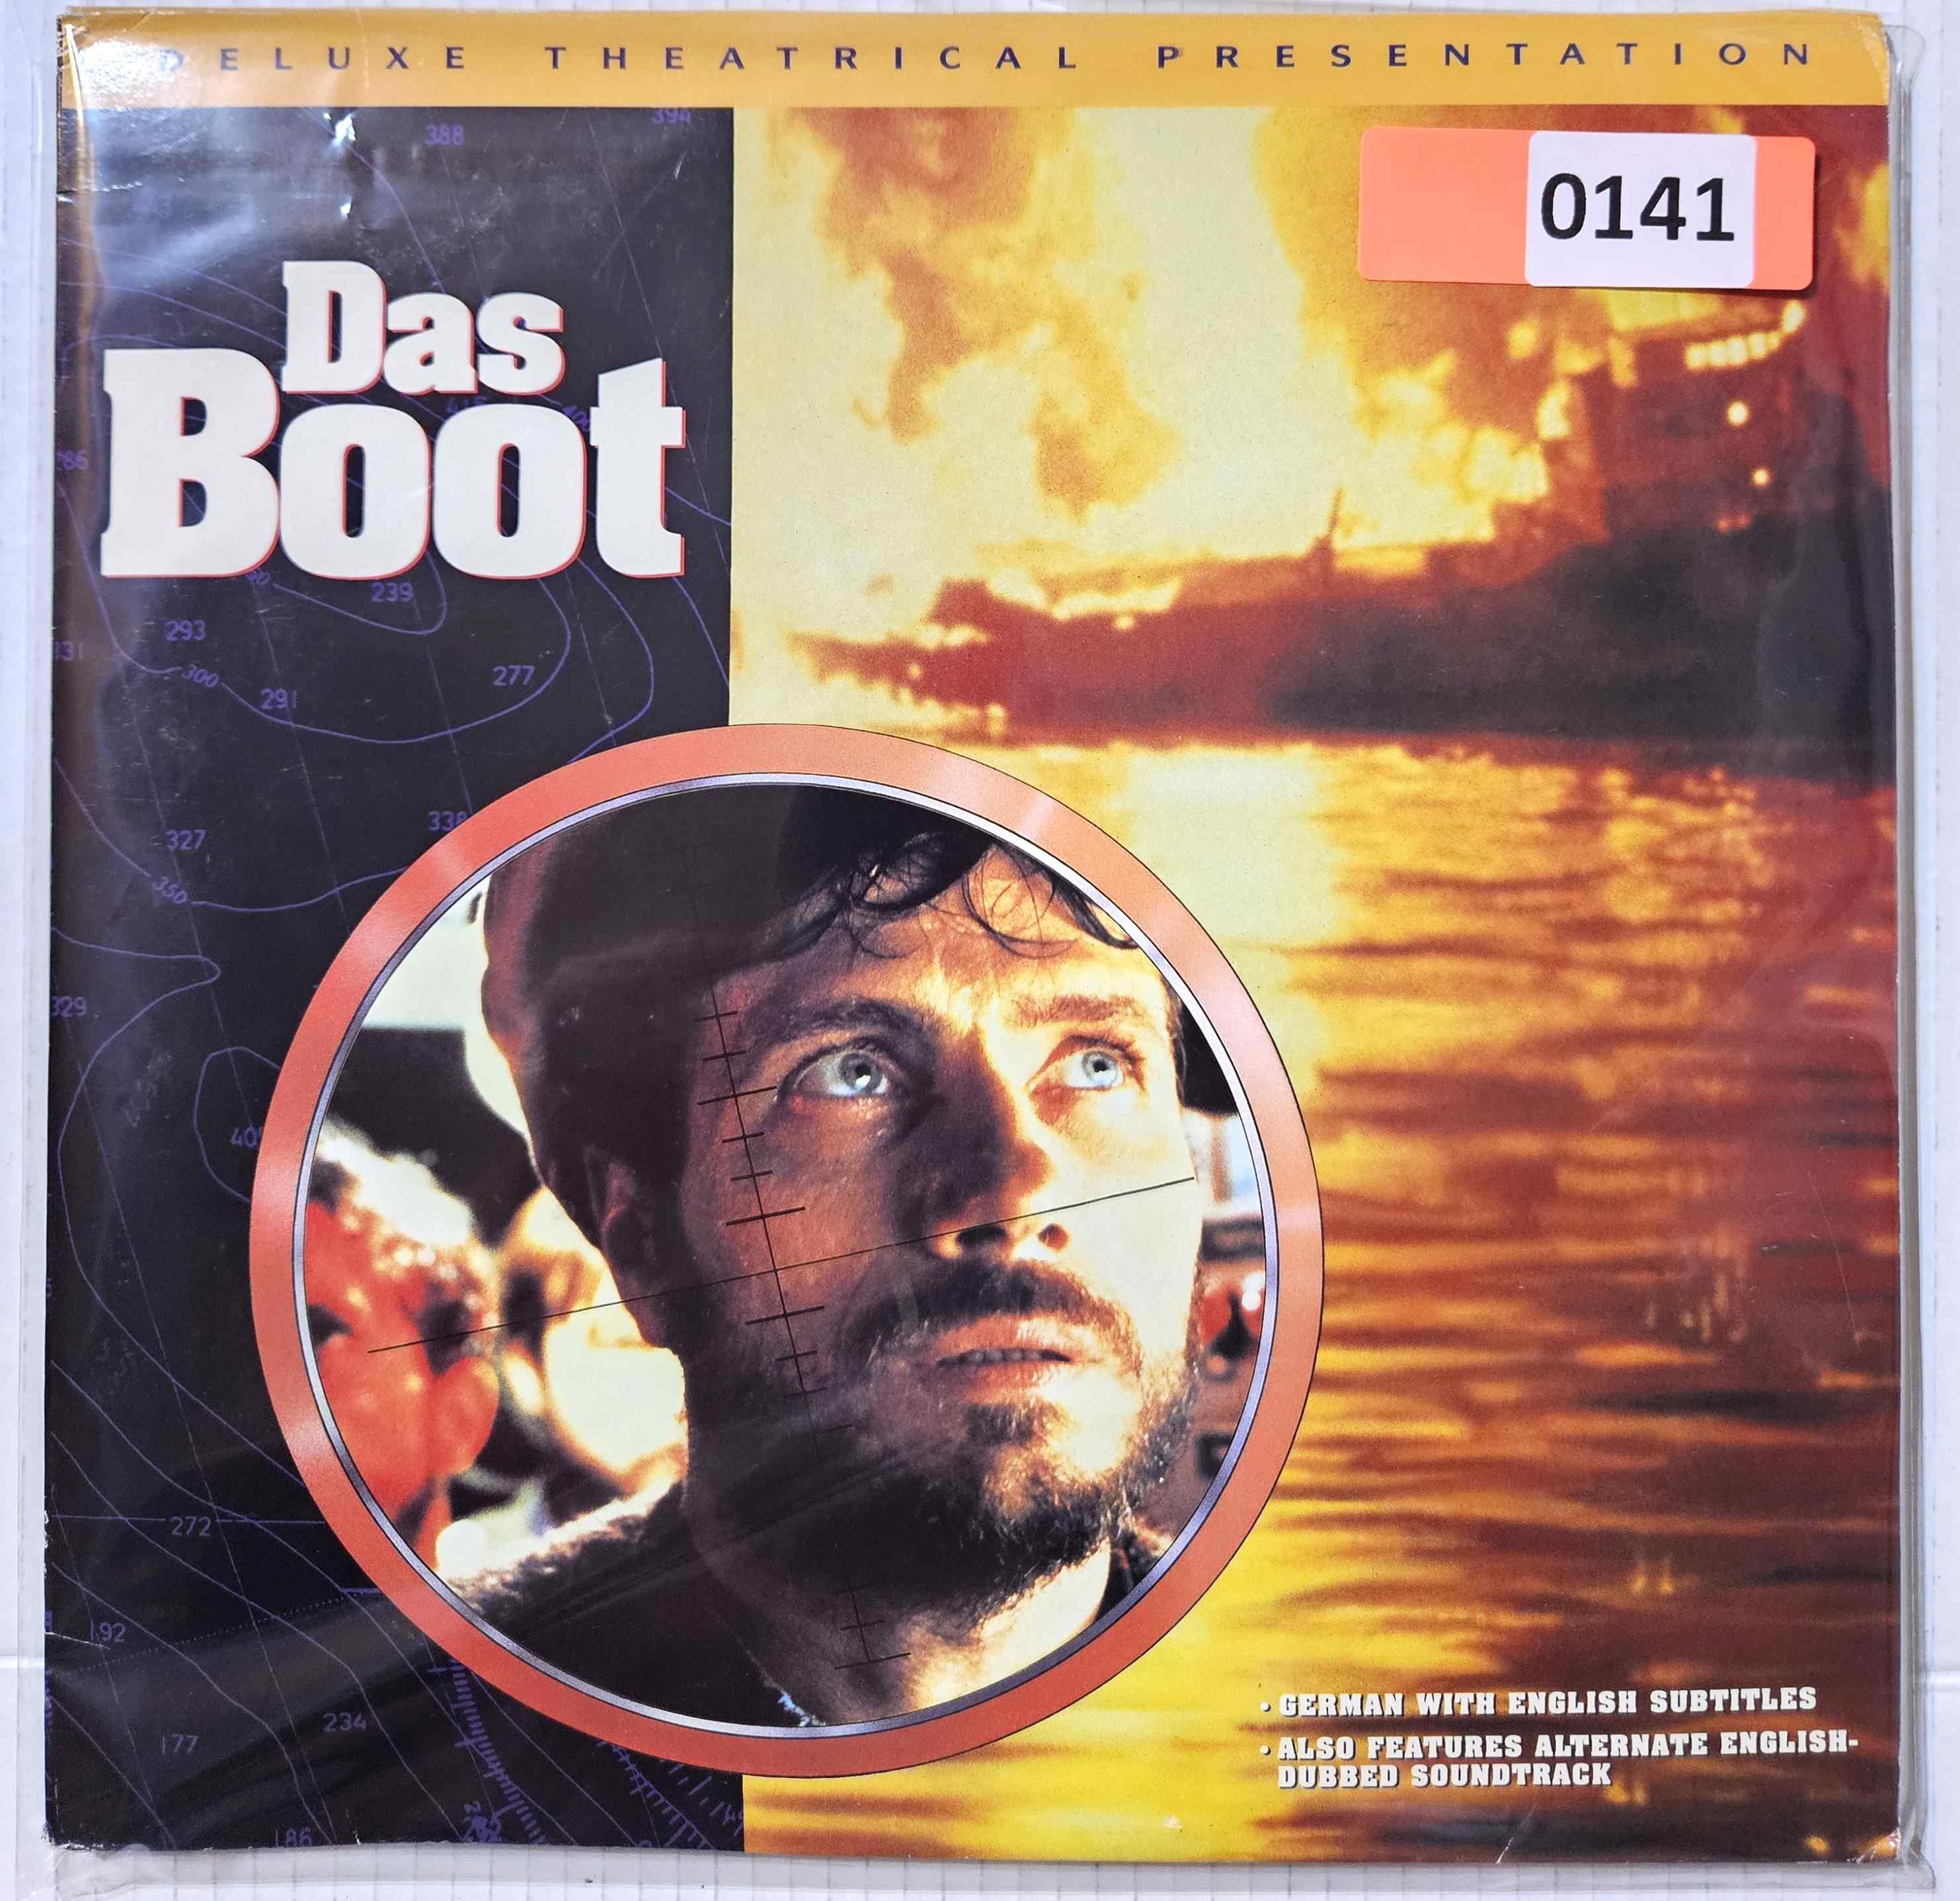 DELUXE THEATRICAL PRESENTATION
0141
Das
Boot
388
394
239
293
300
291
277
327
338
350
329
272
192
234
177
186
• GERMAN WITH ENGLISH SUBTITLES
• ALSO FEATURES ALTERNATE ENGLISH-
DUBBED SOUNDTRACK